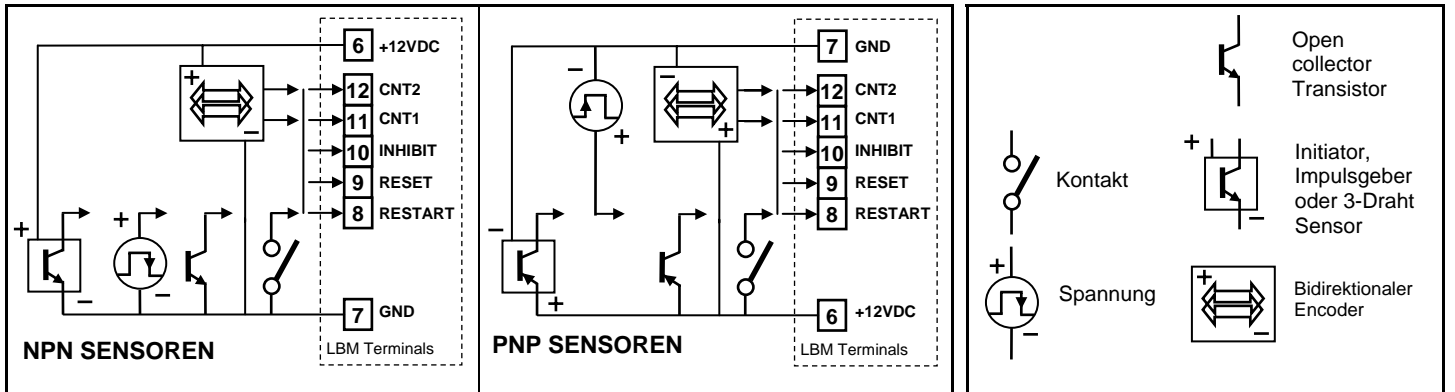 6 +12VDC
+
12 CNT2
11 CNT1
–
10 INHIBIT
9 RESET
8 RESTART
+
+
–
–
7 GND
NPN SENSOREN
LBM Terminals
7 GND
–
–
12 CNT2
11 CNT1
+
+
10 INHIBIT
9 RESET
8 RESTART
–
+
6 +12VDC
PNP SENSOREN
LBM Terminals
Open
collector
Transistor
Kontakt
+
–
Initiator,
Impulsgeber
oder 3-Draht
Sensor
+
–
Spannung
+
–
Bidirektionaler
Encoder